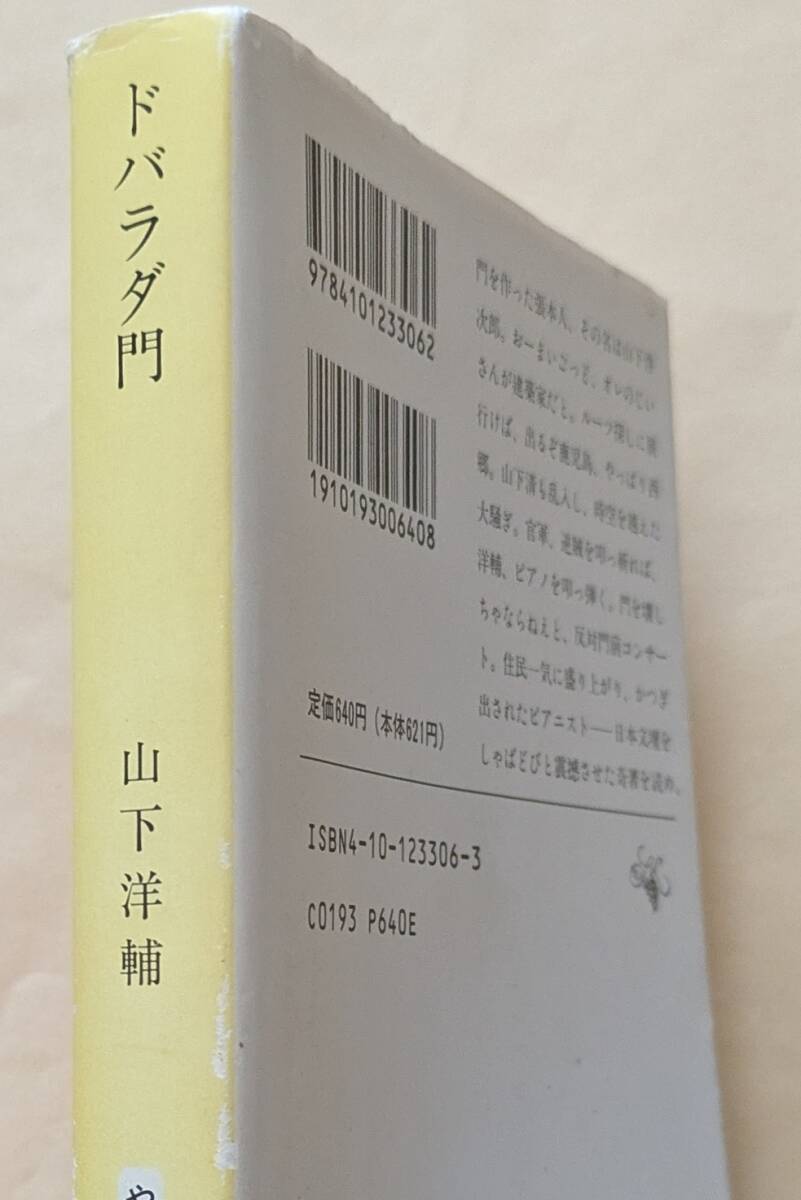 ドバラダ門
山下洋輔
や
9784101233062
1910193006408
門を作った張本人、その名は山下啓
次郎。おーまいごっど、オレのじい
さんが建築家だと。ルーツ探しに
行けば、出るぞ鹿児島、やっぱり西
郷。山下清も乱入し、時空を越えた
大騒ぎ。官軍、逆賊を叩っ斬れば、
洋輔、ピアノを叩っ弾く。門を壊し
ちゃならねえと、反対門前コンサー
ト。住民一気に盛り上がり、かつぎ
出されたピアニスト――日本文壇を
しゃばどびと震撼させた奇著を読め。
定価640円（本体621円）
ISBN4-10-123306-3
C0193 P640E